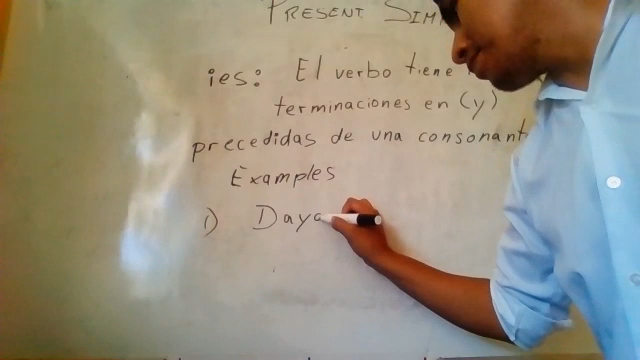 PRESENT SIM
ies: El verbo tiene
terminaciones en (y)
precedidas de una consonant
Examples
1) Daya